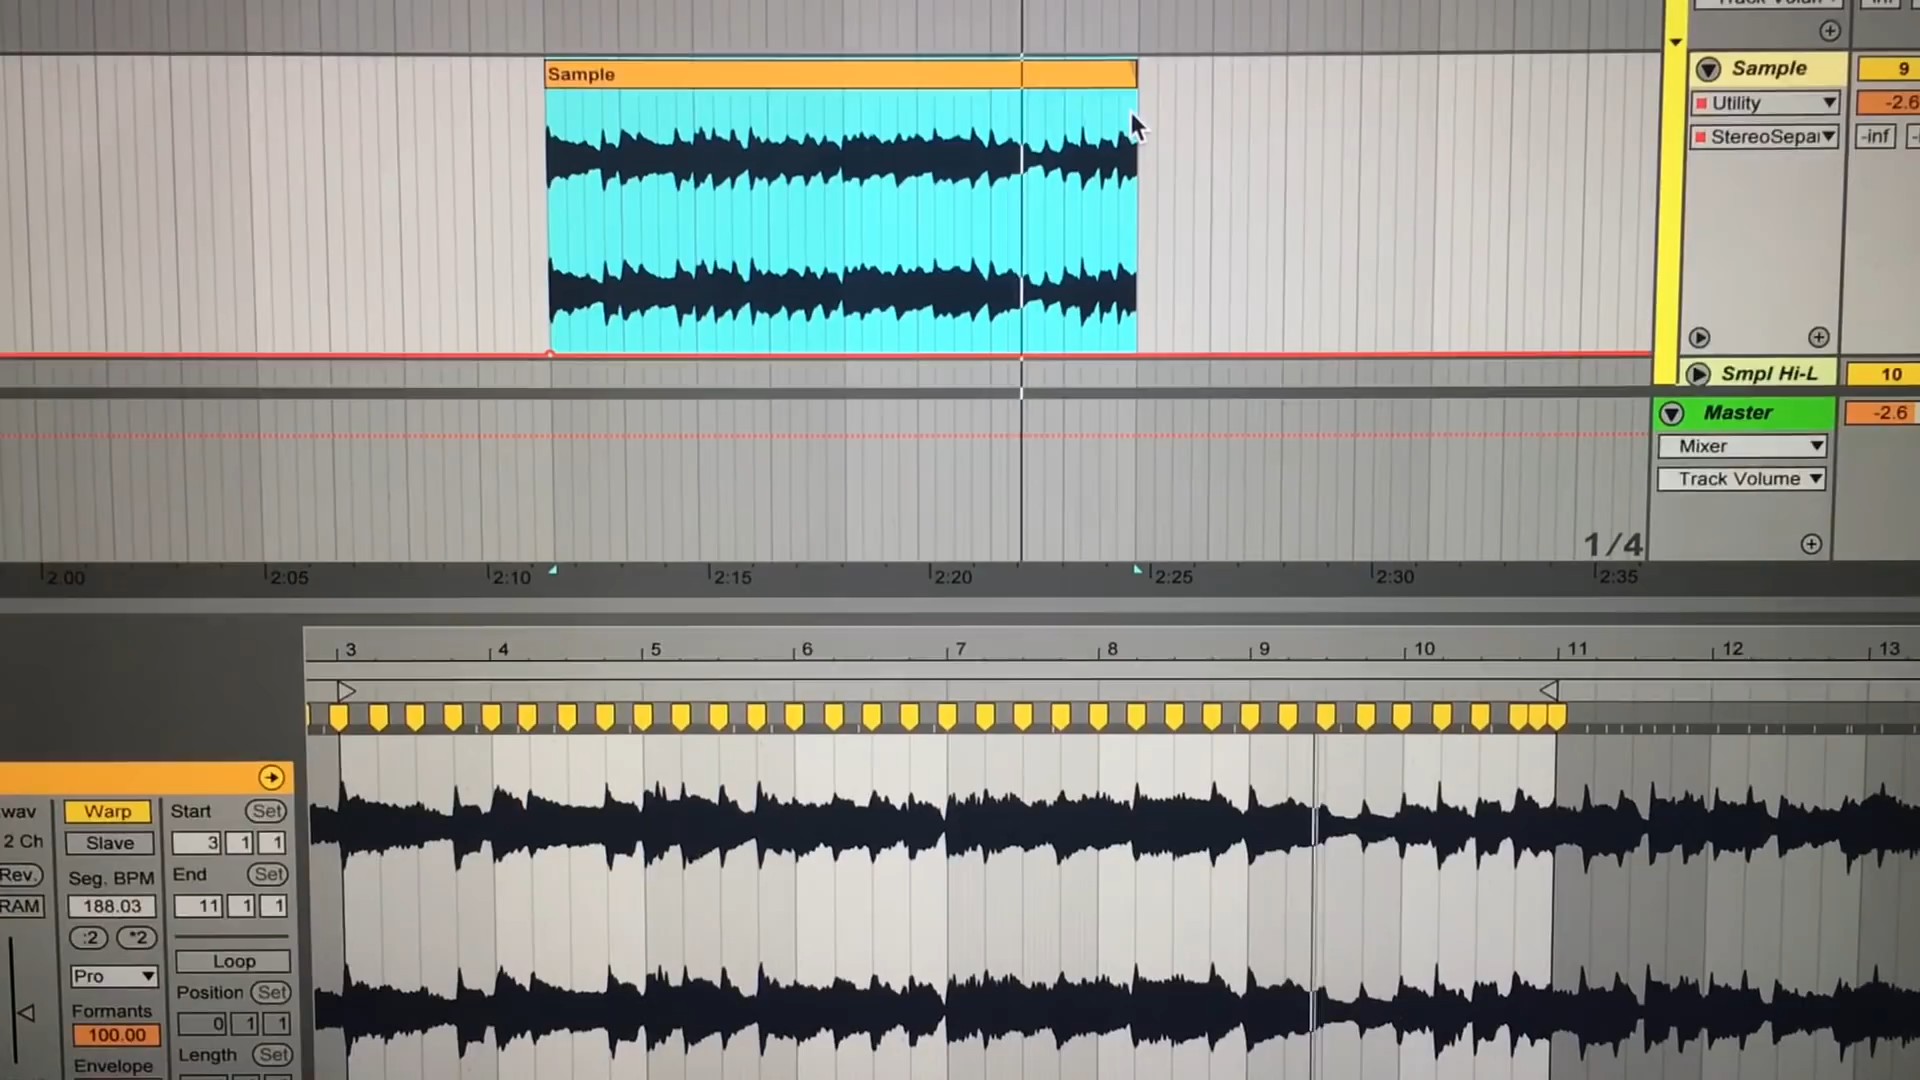 Sample
Sample
9
Utility
-2.6
StereoSepar
-inf
Smpl Hi-L
10
Master
-2.6
Mixer
Track Volume
1/4
2:00
2:05
2:10
2:15
2:20
2:25
2:30
2:35
3
4
5
6
7
8
9
10
11
12
13
wav
Warp
Start
Set
2 Ch
Slave
3
1
1
Rev.
Seg. BPM
End
Set
RAM
188.03
11
1
1
:2
*2
Loop
Pro
Position
Set
Formants
0
1
1
100.00
Length
Set
Envelope